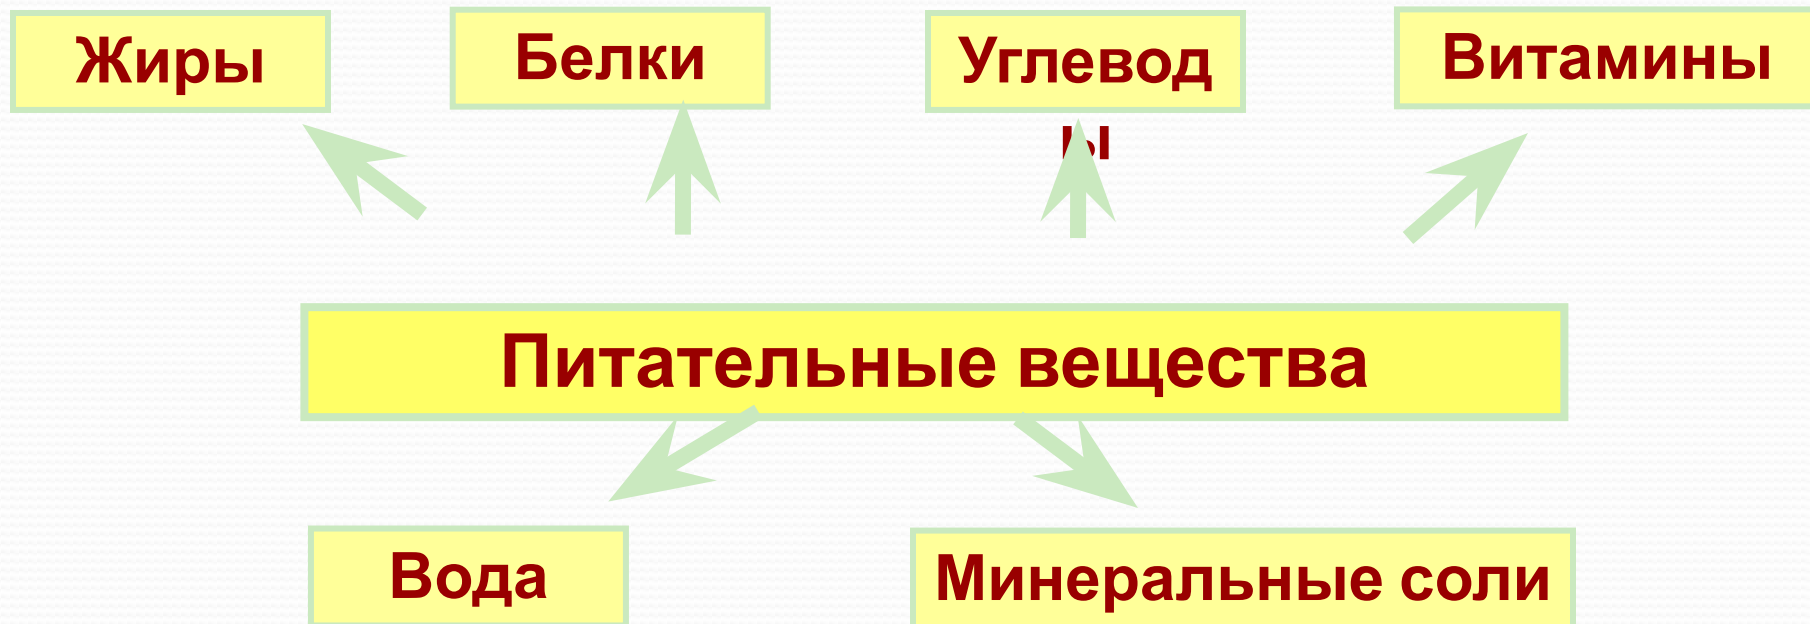 Жиры
Белки
Углевод
ы
Витамины
Питательные вещества
Вода
Минеральные соли